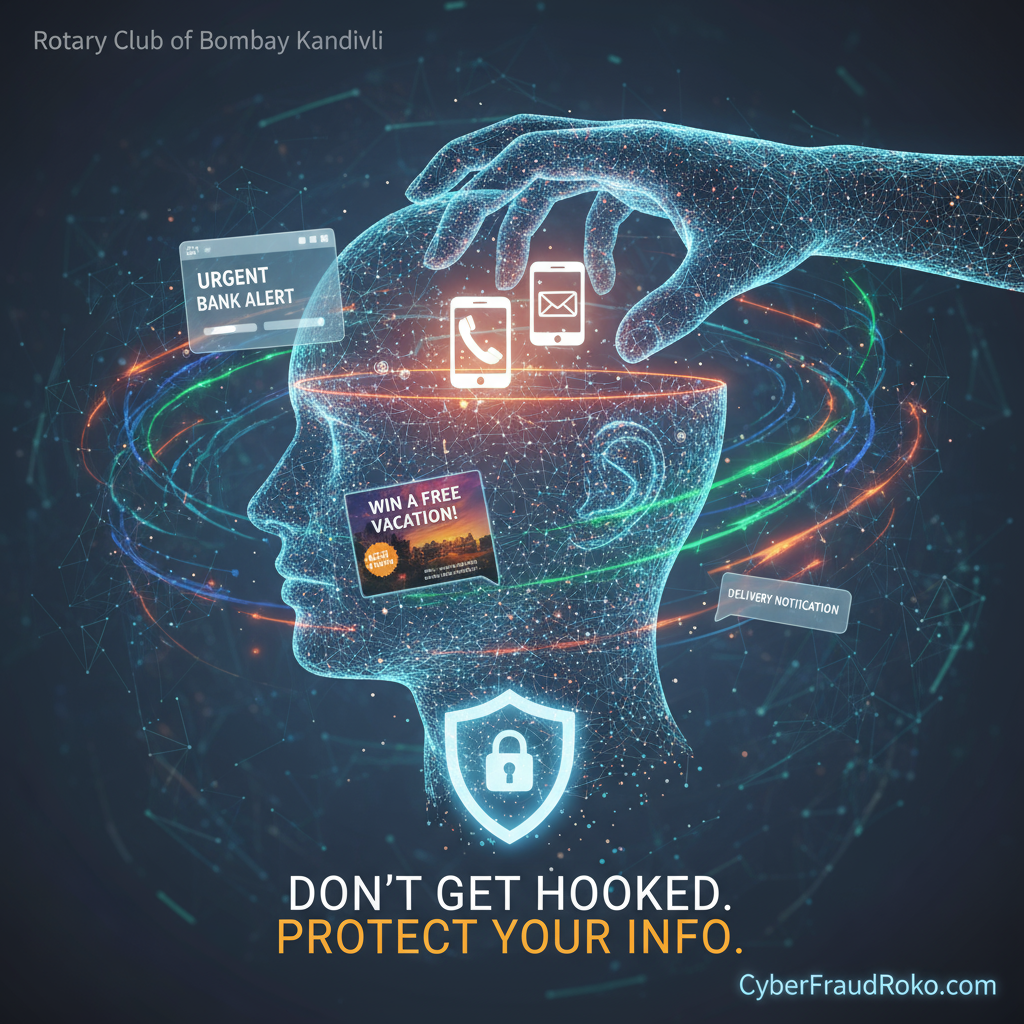 Rotary Club of Bombay Kandivli
URGENT
BANK ALERT
WIN A FREE
VACATION!
DELIVERY NOTIICATION
DON'T GET HOOKED.
PROTECT YOUR INFO.
CyberFraudRoko.com